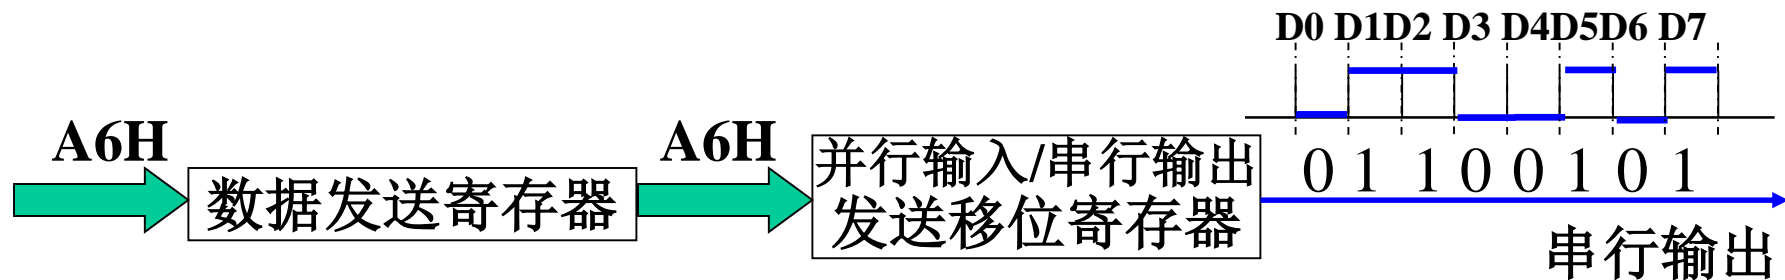 D0 D1D2 D3 D4D5D6 D7
A6H
数据发送寄存器
A6H
并行输入/串行输出
发送移位寄存器
0 1 1 0 0 1 0 1
串行输出